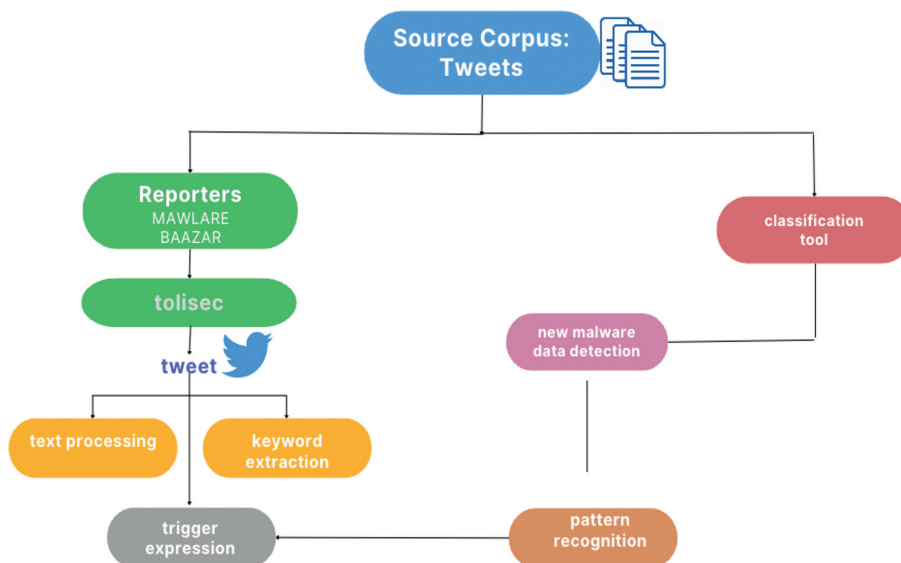 Source Corpus:
Tweets
Reporters
MAWLARE
BAAZAR
classification
tool
tolisec
new malware
data detection
tweet
text processing
keyword
extraction
trigger
expression
pattern
recognition